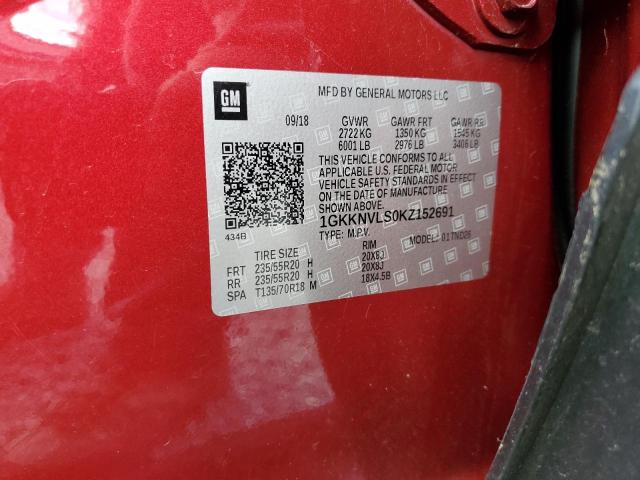 GM
MFD BY GENERAL MOTORS LLC
09/18 GVWR GAWR FRT GAWR RR
2722 KG 1350 KG 1545 KG
6001 LB 2976 LB 3406 LB
THIS VEHICLE CONFORMS TO ALL
APPLICABLE U.S. FEDERAL MOTOR
VEHICLE SAFETY STANDARDS IN EFFECT
ON THE DATE OF MANUFACTURE
SHOWN ABOVE.
1GKKNVLS0KZ152691
434B TYPE: M.P.V. MODEL: 01TND26
TIRE SIZE RIM
FRT 235/55R20 H 20X8J
RR 235/55R20 H 20X8J
SPA T135/70R18 M 18X4.5B